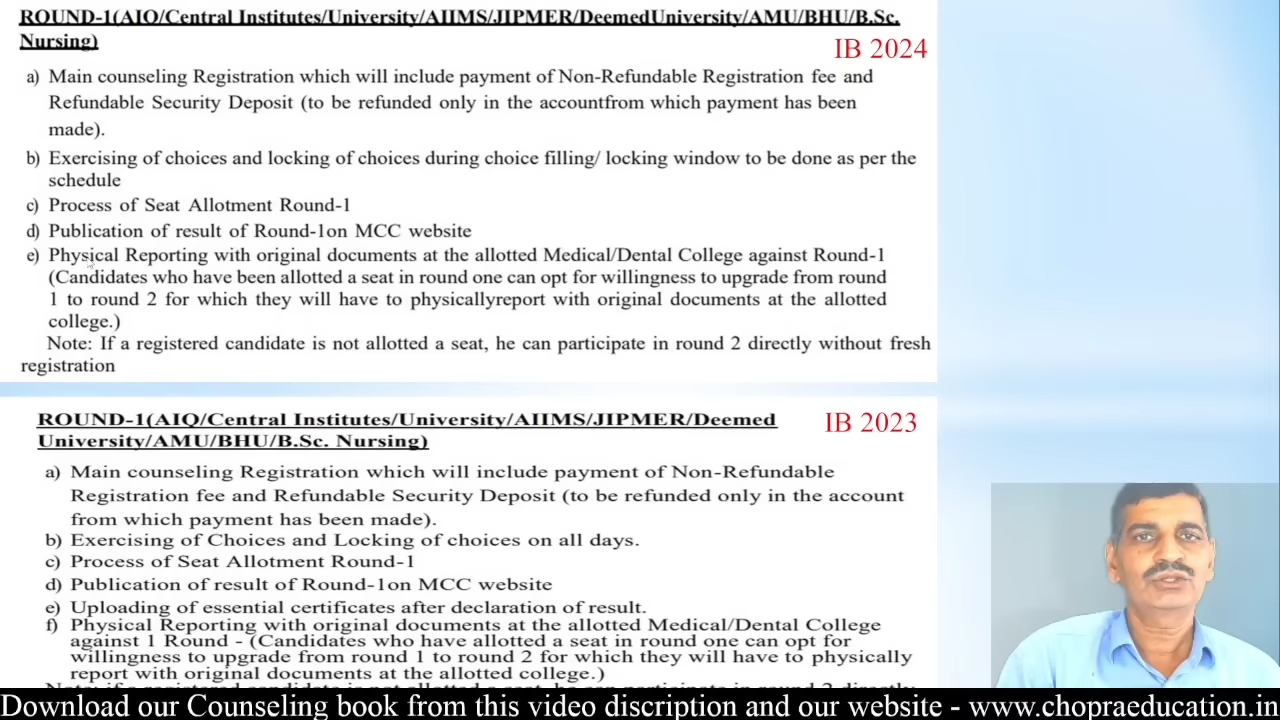 ROUND-1(AIQ/Central Institutes/University/AIIMS/JIPMER/DeemedUniversity/AMU/BHU/B.Sc.
Nursing)
IB 2024
a) Main counseling Registration which will include payment of Non-Refundable Registration fee and
Refundable Security Deposit (to be refunded only in the accountfrom which payment has been
made).
b) Exercising of choices and locking of choices during choice filling/ locking window to be done as per the
schedule
c) Process of Seat Allotment Round-1
d) Publication of result of Round-1on MCC website
e) Physical Reporting with original documents at the allotted Medical/Dental College against Round-1
(Candidates who have been allotted a seat in round one can opt for willingness to upgrade from round
1 to round 2 for which they will have to physicallyreport with original documents at the allotted
college.)
Note: If a registered candidate is not allotted a seat, he can participate in round 2 directly without fresh
registration
ROUND-1(AIQ/Central Institutes/University/AIIMS/JIPMER/Deemed
University/AMU/BHU/B.Sc. Nursing)
IB 2023
a) Main counseling Registration which will include payment of Non-Refundable
Registration fee and Refundable Security Deposit (to be refunded only in the account
from which payment has been made).
b) Exercising of Choices and Locking of choices on all days.
c) Process of Seat Allotment Round-1
d) Publication of result of Round-1on MCC website
e) Uploading of essential certificates after declaration of result.
f) Physical Reporting with original documents at the allotted Medical/Dental College
against 1 Round - (Candidates who have allotted a seat in round one can opt for
willingness to upgrade from round 1 to round 2 for which they will have to physically
report with original documents at the allotted college.)
Download our Counseling book from this video discription and our website - www.chopraeducation.in